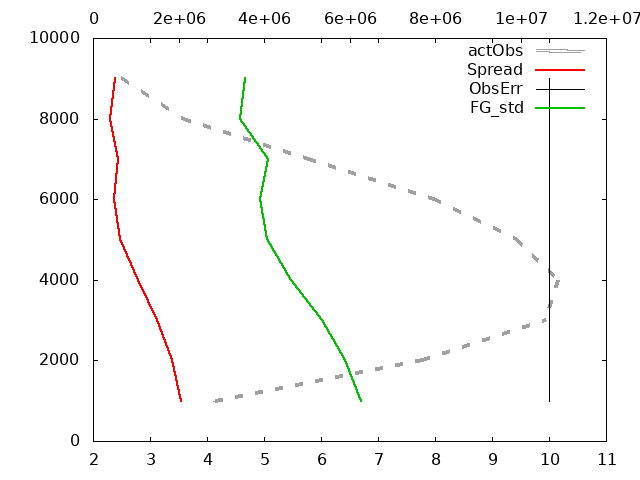 0 2e+06 4e+06 6e+06 8e+06 1e+07 1.2e+07
10000
actObs
Spread
ObsErr
FG_std
8000
6000
4000
2000
0
2 3 4 5 6 7 8 9 10 11